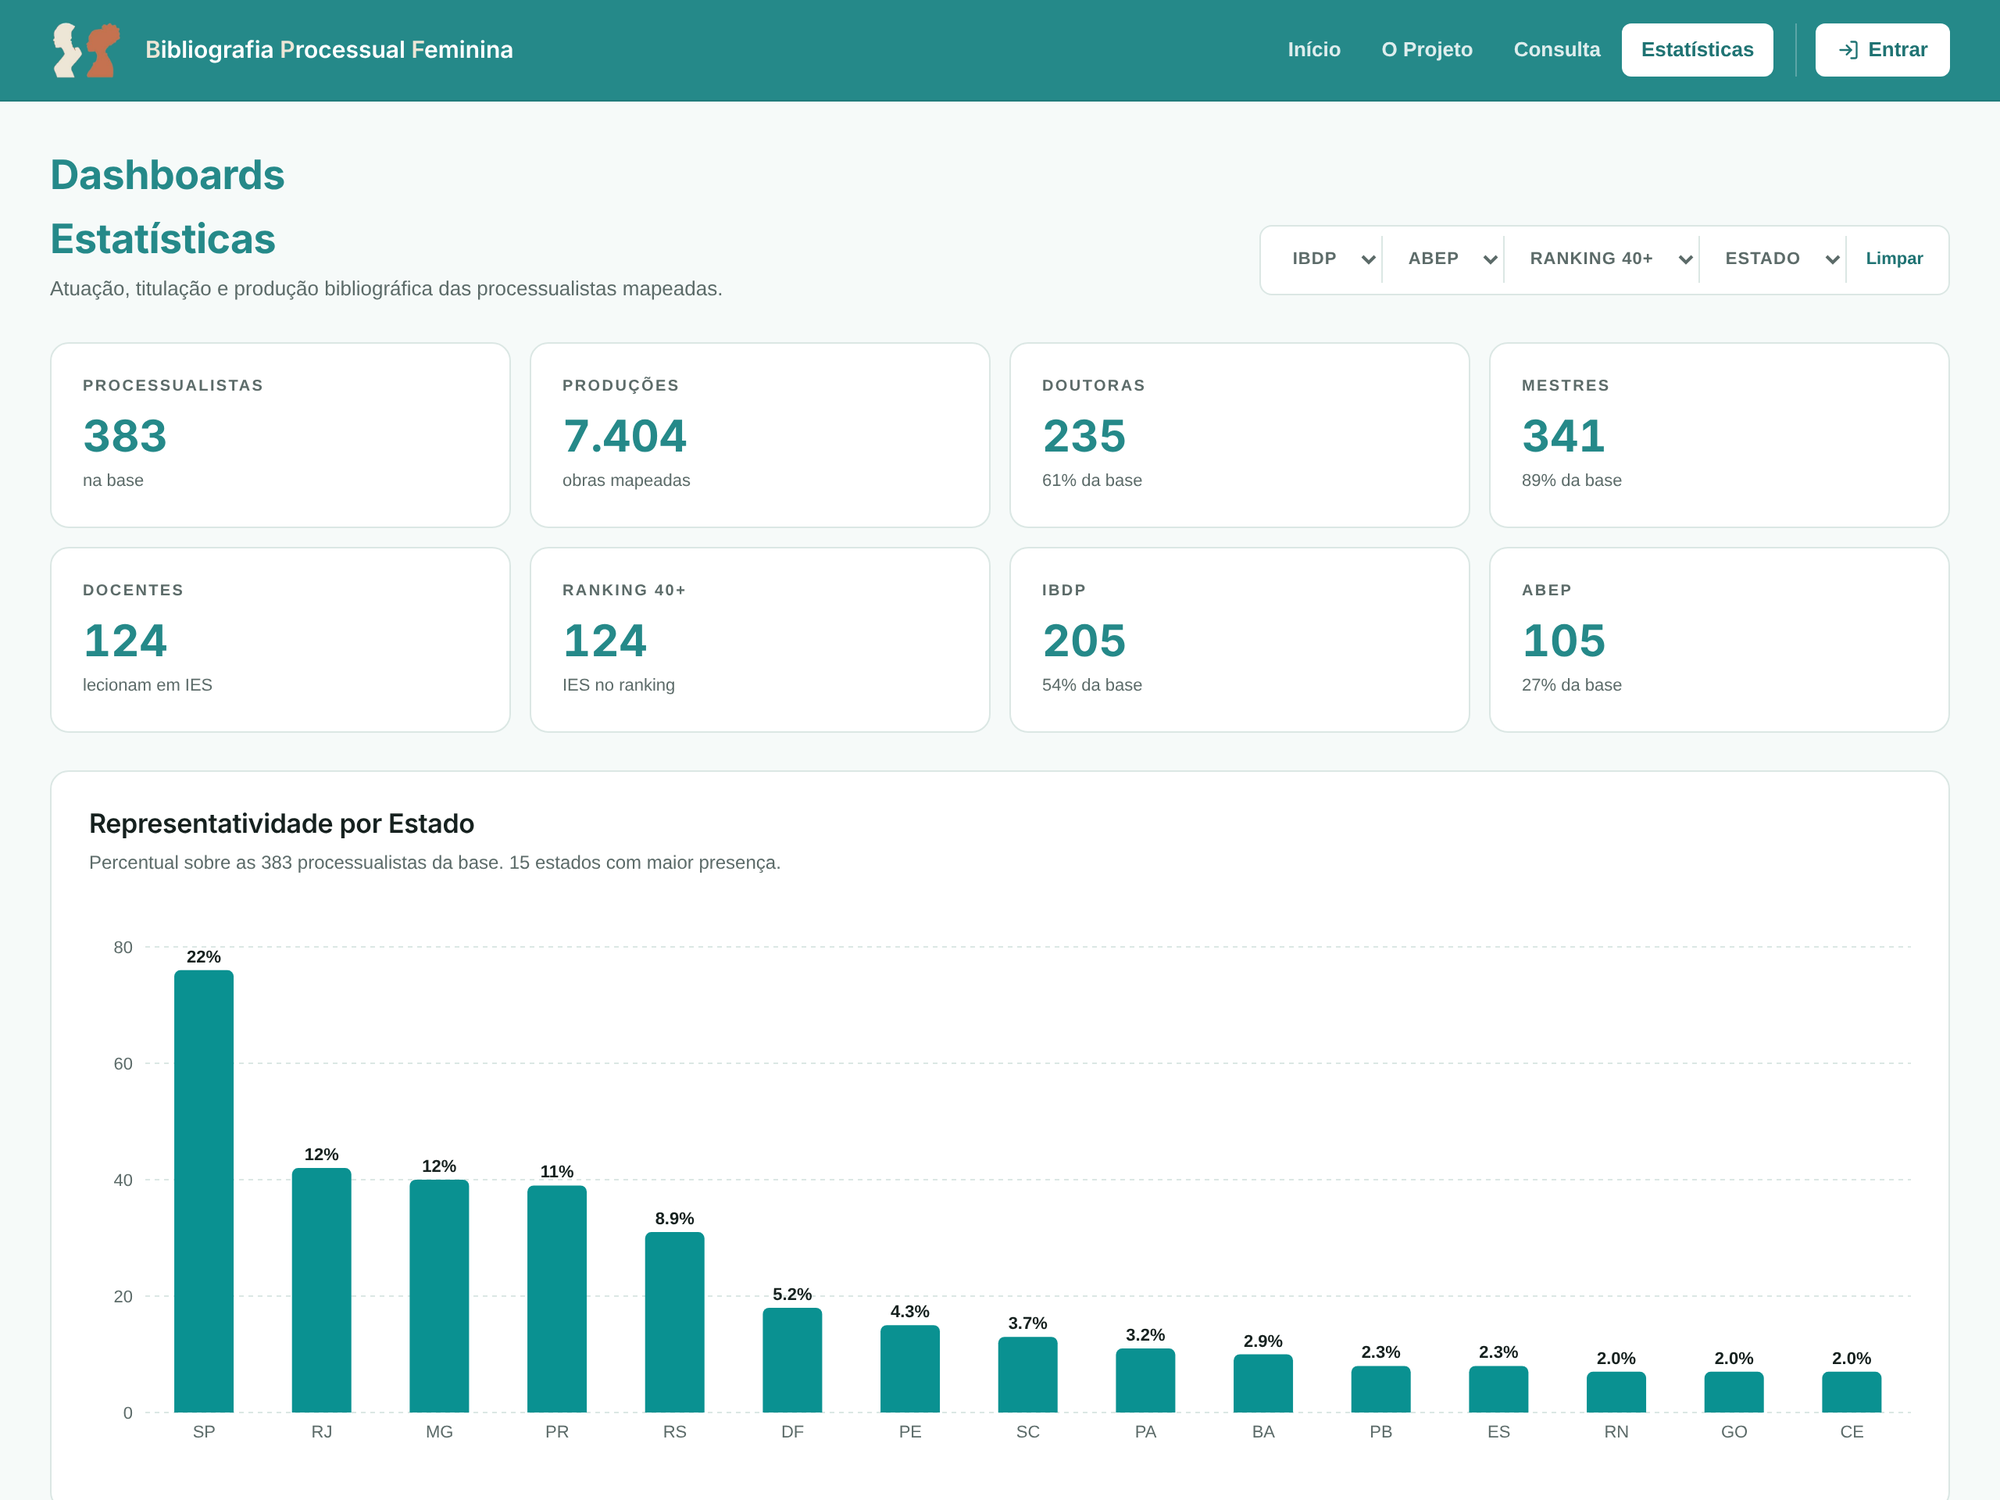 Bibliografia Processual Feminina
Início
O Projeto
Consulta
Estatísticas
Entrar
Dashboards
Estatísticas
Atuação, titulação e produção bibliográfica das processualistas mapeadas.
IBDP
ABEP
RANKING 40+
ESTADO
Limpar
PROCESSUALISTAS
383
na base
PRODUÇÕES
7.404
obras mapeadas
DOUTORAS
235
61% da base
MESTRES
341
89% da base
DOCENTES
124
lecionam em IES
RANKING 40+
124
IES no ranking
IBDP
205
54% da base
ABEP
105
27% da base
Representatividade por Estado
Percentual sobre as 383 processualistas da base. 15 estados com maior presença.
80
60
40
20
0
22%
12%
12%
11%
8.9%
5.2%
4.3%
3.7%
3.2%
2.9%
2.3%
2.3%
2.0%
2.0%
2.0%
SP
RJ
MG
PR
RS
DF
PE
SC
PA
BA
PB
ES
RN
GO
CE